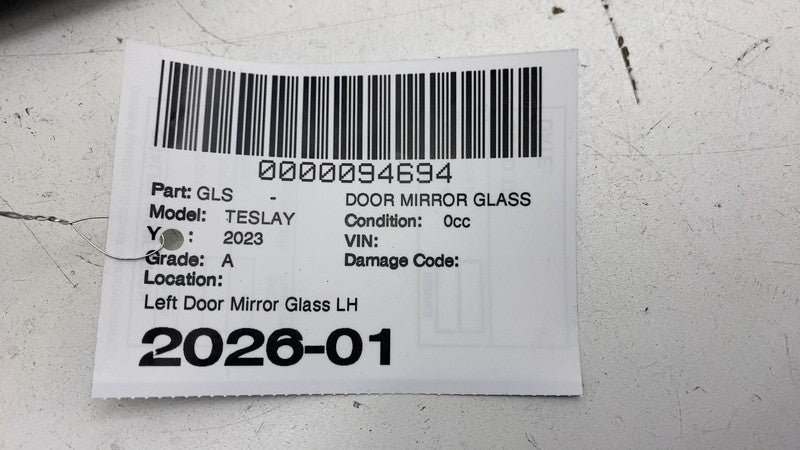 0000094694
Part: GLS - DOOR MIRROR GLASS
Model: TESLAY Condition: 0cc
Y : 2023 VIN:
Grade: A Damage Code:
Location:
Left Door Mirror Glass LH
2026-01